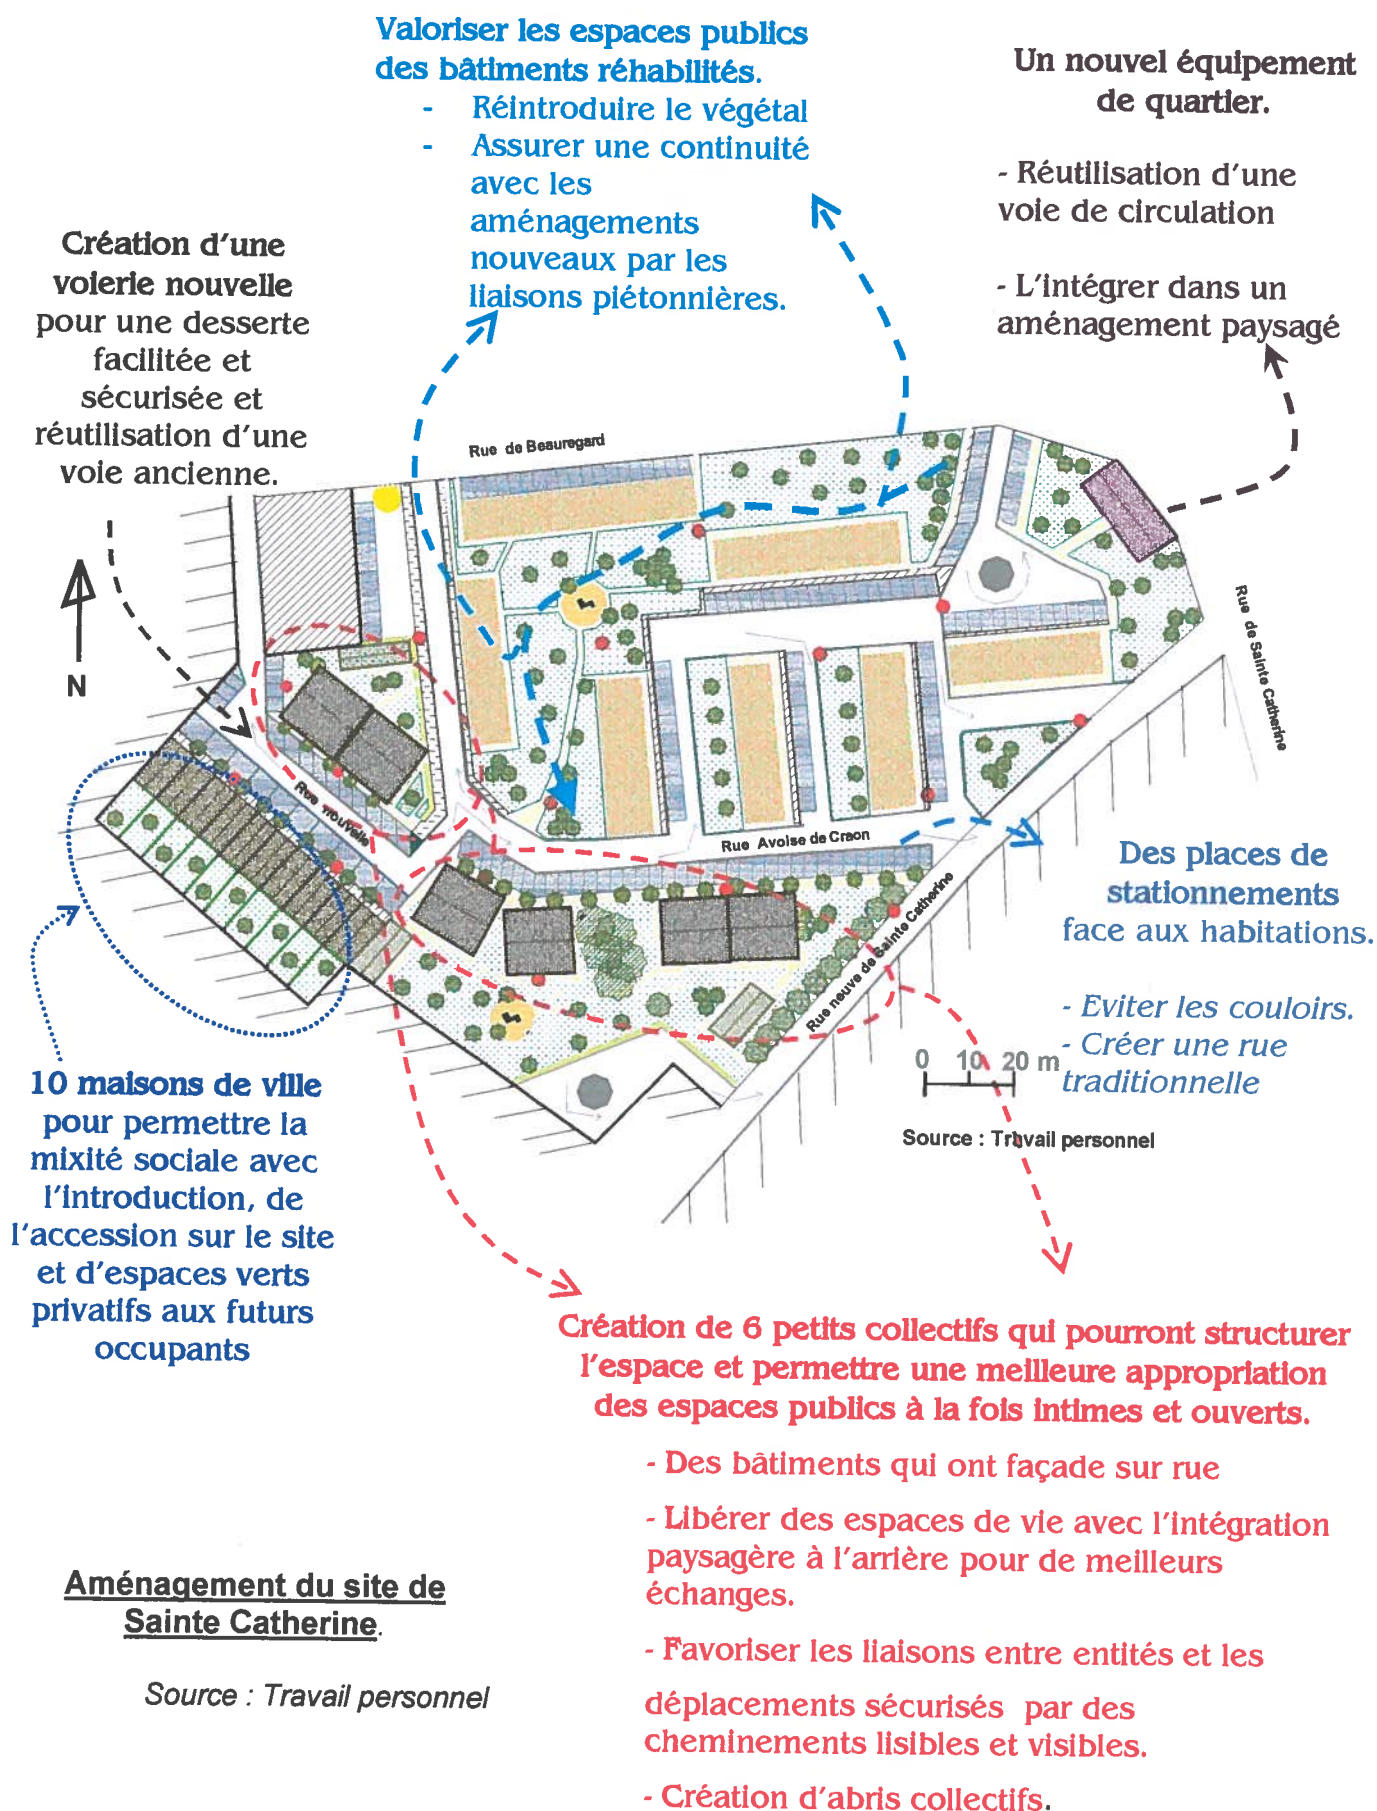 Valoriser les espaces publics
des bâtiments réhabilités.
- Réintroduire le végétal
- Assurer une continuité
avec les
aménagements
nouveaux par les
liaisons piétonnières.
Un nouvel équipement
de quartier.
- Réutilisation d'une
voie de circulation
- L'intégrer dans un
aménagement paysagé
Création d'une
voierie nouvelle
pour une desserte
facilitée et
sécurisée et
réutilisation d'une
voie ancienne.
N
Rue de Beauregard
Rue de Sainte Catherine
Rue nouvelle
Rue Avoise de Craon
Rue neuve de Sainte Catherine
Des places de
stationnements
face aux habitations.
- Eviter les couloirs.
- Créer une rue
traditionnelle
0 10 20 m
Source : Travail personnel
10 maisons de ville
pour permettre la
mixité sociale avec
l'introduction, de
l'accession sur le site
et d'espaces verts
privatifs aux futurs
occupants
Création de 6 petits collectifs qui pourront structurer
l'espace et permettre une meilleure appropriation
des espaces publics à la fois intimes et ouverts.
- Des bâtiments qui ont façade sur rue
- Libérer des espaces de vie avec l'intégration
paysagère à l'arrière pour de meilleurs
échanges.
- Favoriser les liaisons entre entités et les
déplacements sécurisés par des
cheminements lisibles et visibles.
- Création d'abris collectifs.
Aménagement du site de
Sainte Catherine.
Source : Travail personnel